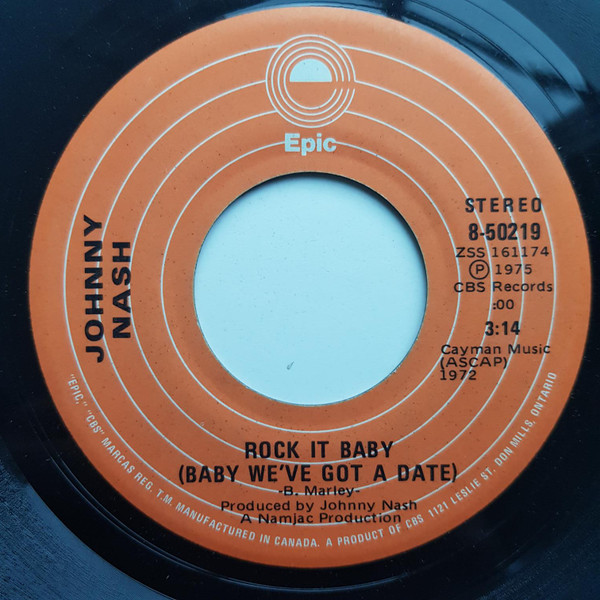 Epic
JOHNNY
NASH
STEREO
8-50219
ZSS 161174
Ⓟ 1975
CBS Records
:00
3:14
Cayman Music
(ASCAP)
1972
ROCK IT BABY
(BABY WE'VE GOT A DATE)
-B. Marley-
Produced by Johnny Nash
A Namjac Production
"EPIC," "CBS" MARCAS REG. T.M. MANUFACTURED IN CANADA. A PRODUCT OF CBS 1121 LESLIE ST. DON MILLS, ONTARIO